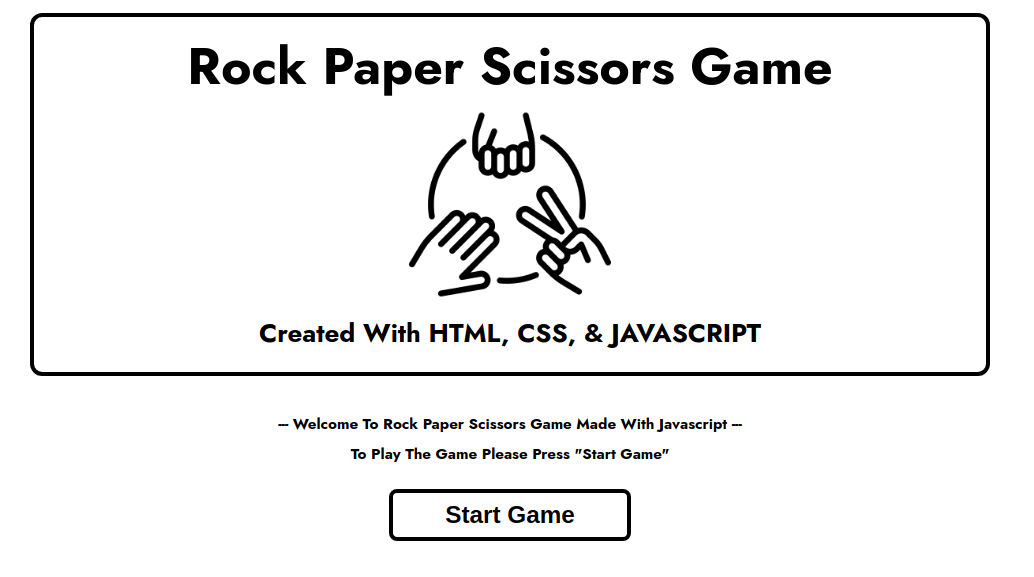 Rock Paper Scissors Game
Created With HTML, CSS, & JAVASCRIPT
--- Welcome To Rock Paper Scissors Game Made With Javascript ---
To Play The Game Please Press "Start Game"
Start Game